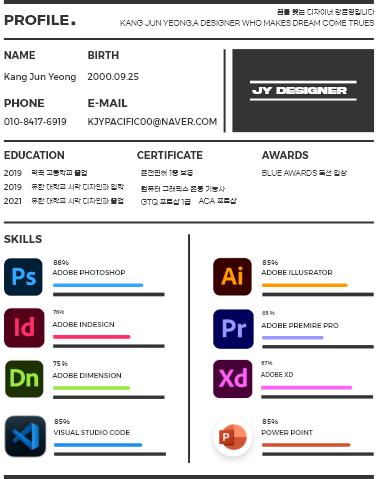 PROFILE.
꿈를 찾는 디자이너 강준영입니다
KANG JUN YEONG.A DESIGNER WHO MAKES DREAM COME TRUES
NAME
BIRTH
Kang Jun Yeong
2000.09.25
PHONE
E-MAIL
010-8417-6919
KJYPACIFIC00@NAVER.COM
JY DESIGNER
EDUCATION
CERTIFICATE
AWARDS
2019
고등학교 졸업
운전면허 1종 보통
BLUE AWARDS 특선 입상
2019
유한 대학교 시각 디자인과 입학
컴퓨터 그래픽스 운용 기능사
2021
유한 대학교 시각 디자인과 졸업
GTQ 포토샵 1급
ACA 포토샵
SKILLS
Ps
88%
ADOBE PHOTOSHOP
Ai
85%
ADOBE ILLUSRATOR
Id
76%
ADOBE INDESIGN
Pr
65%
ADOBE PREMIRE PRO
Dn
75%
ADOBE DIMENSION
Xd
87%
ADOBE XD
85%
VISUAL STUDIO CODE
P
85%
POWER POINT